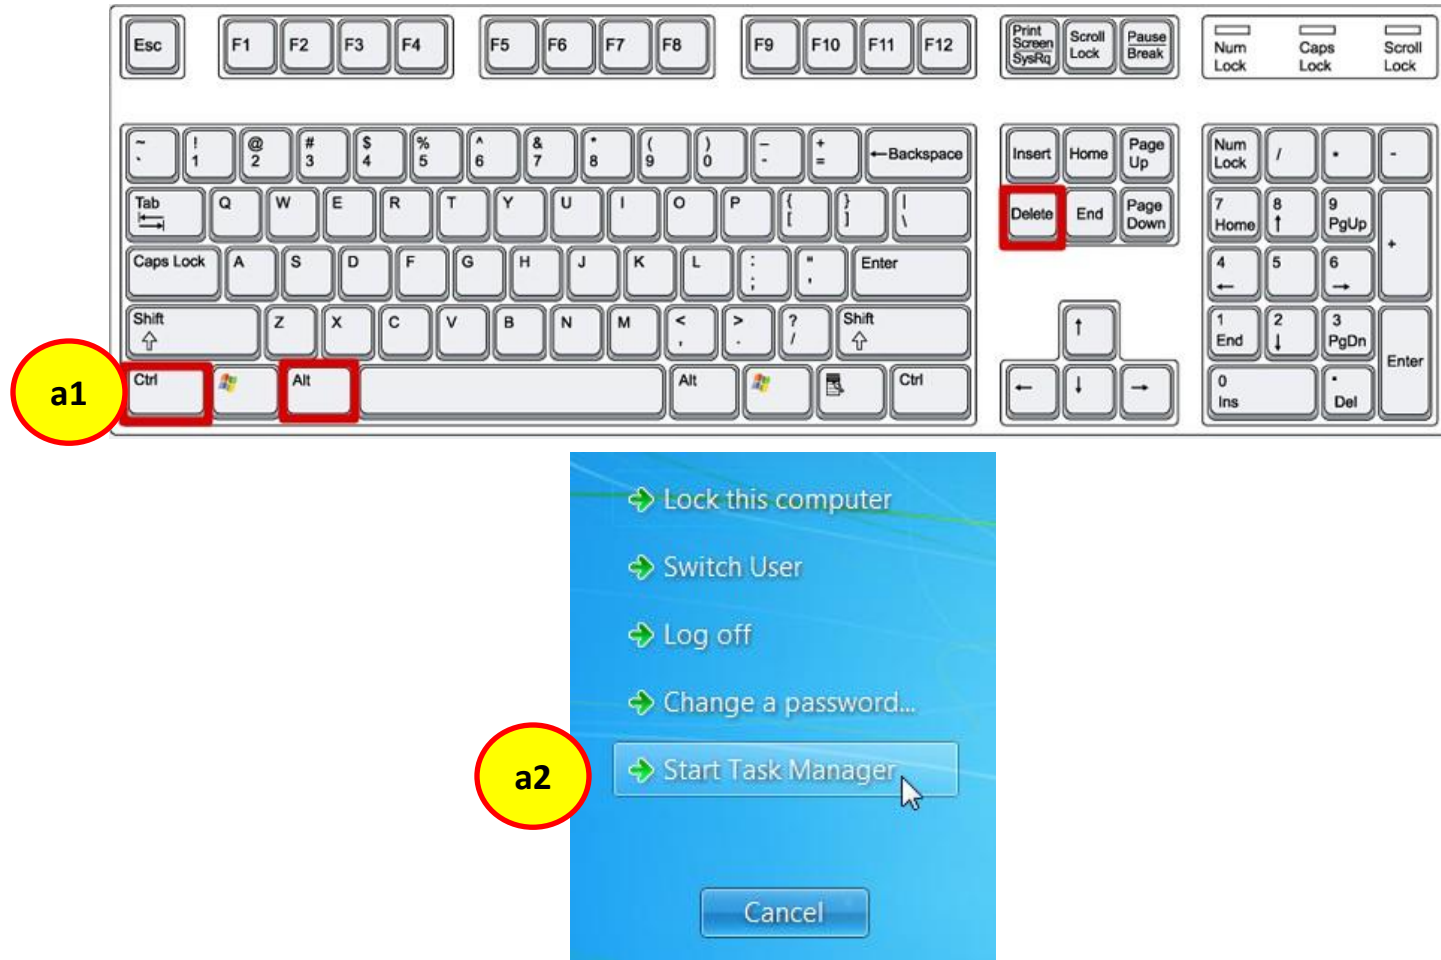 Esc F1 F2 F3 F4 F5 F6 F7 F8 F9 F10 F11 F12
Print Screen SysRq
Scroll Lock
Pause Break
Num Lock
Caps Lock
Scroll Lock
~ `
! 1
@ 2
# 3
$ 4
% 5
^ 6
& 7
* 8
( 9
) 0
– -
+ =
←Backspace
Insert
Home
Page Up
Num Lock
/
*
-
Tab
Q W E R T Y U I O P
{ [
} ]
| \
Delete
End
Page Down
7 Home
8 ↑
9 PgUp
+
Caps Lock
A S D F G H J K L
: ;
" '
Enter
4 ←
5
6 →
Shift
Z X C V B N M
< ,
> .
? /
Shift
↑
1 End
2 ↓
3 PgDn
Enter
a1
Ctrl
Alt
Alt
Ctrl
← ↓ →
0 Ins
. Del
Lock this computer
Switch User
Log off
Change a password...
a2
Start Task Manager
Cancel